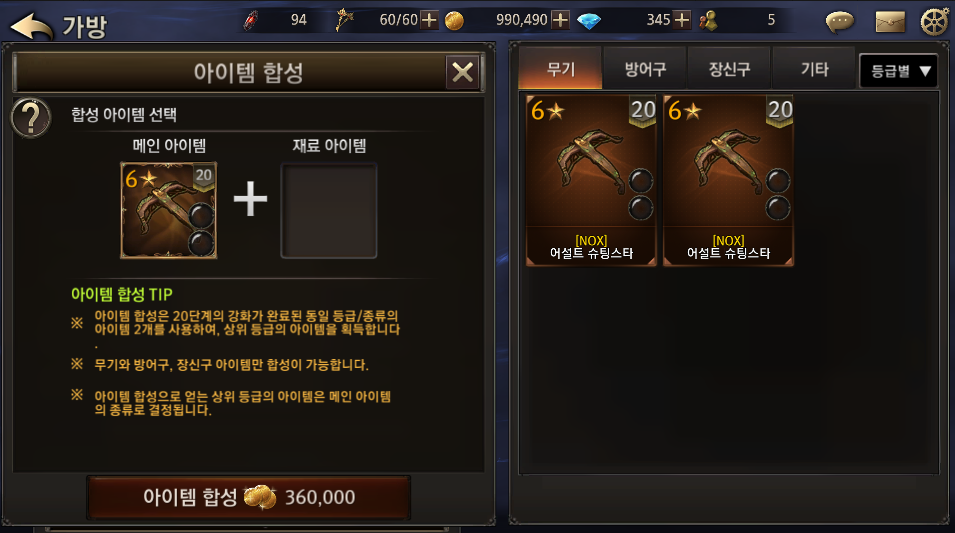 가방
94
60/60
990,490
345
5
아이템 합성
합성 아이템 선택
메인 아이템
재료 아이템
6
20
+
아이템 합성 TIP
※ 아이템 합성은 20단계의 강화가 완료된 동일 등급/종류의
아이템 2개를 사용하여, 상위 등급의 아이템을 획득합니다
.
※ 무기와 방어구, 장신구 아이템만 합성이 가능합니다.
※ 아이템 합성으로 얻는 상위 등급의 아이템은 메인 아이템
의 종류로 결정됩니다.
아이템 합성 360,000
무기
방어구
장신구
기타
등급별 ▼
6
20
[NOX]
어설트 슈팅스타
6
20
[NOX]
어설트 슈팅스타